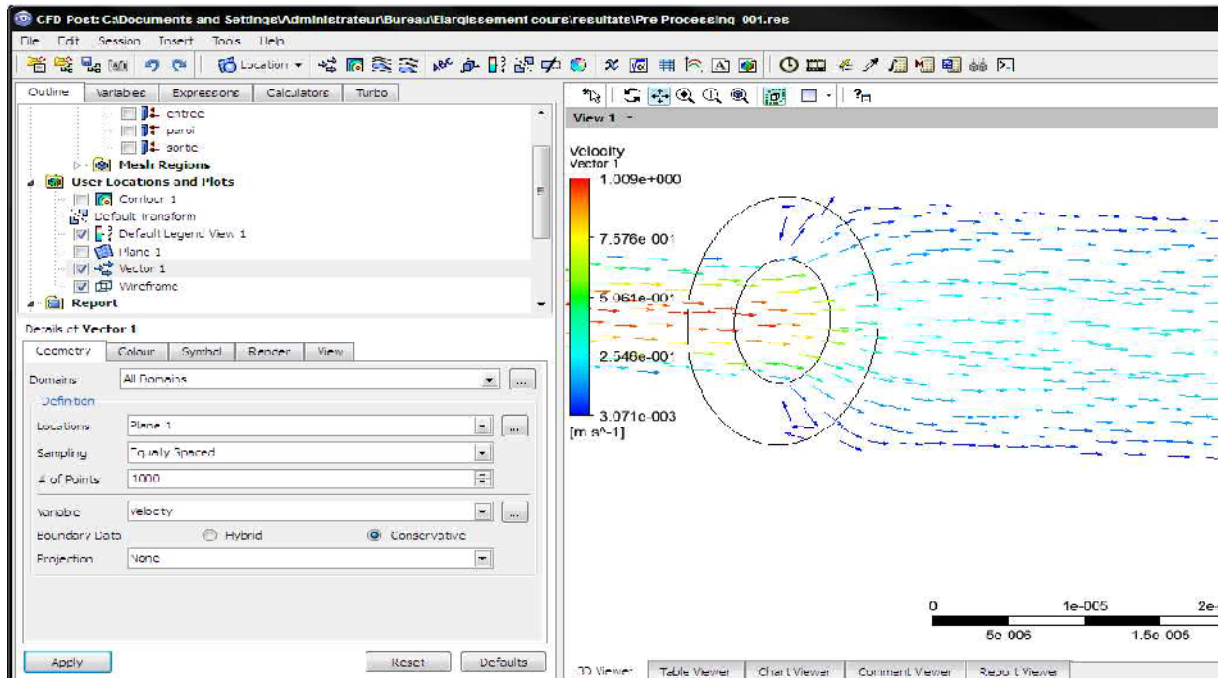 CFD Post: C:\Documents and Settings\Administrateur\Bureau\Elargissement cours\resultats\Pre Processing_001.res
File Edit Session Insert Tools Help
Location
Outline Variables Expressions Calculators Turbo
entree
paroi
sortie
Mesh Regions
User Locations and Plots
Contour 1
Default Transform
Default Legend View 1
Plane 1
Vector 1
Wireframe
Report
Details of Vector 1
Geometry Colour Symbol Render View
Domains All Domains ...
Definition
Locations Plane 1 ...
Sampling Equally Spaced
# of Points 1000
Variable Velocity ...
Boundary Data Hybrid Conservative
Projection None
Apply Reset Defaults
View 1
Velocity
Vector 1
1.009e+000
7.576e-001
5.061e-001
2.546e-001
3.071e-003
[m s^-1]
0 1e-005
5e-006 1.5e-005
3D Viewer Table Viewer Chart Viewer Comment Viewer Report Viewer